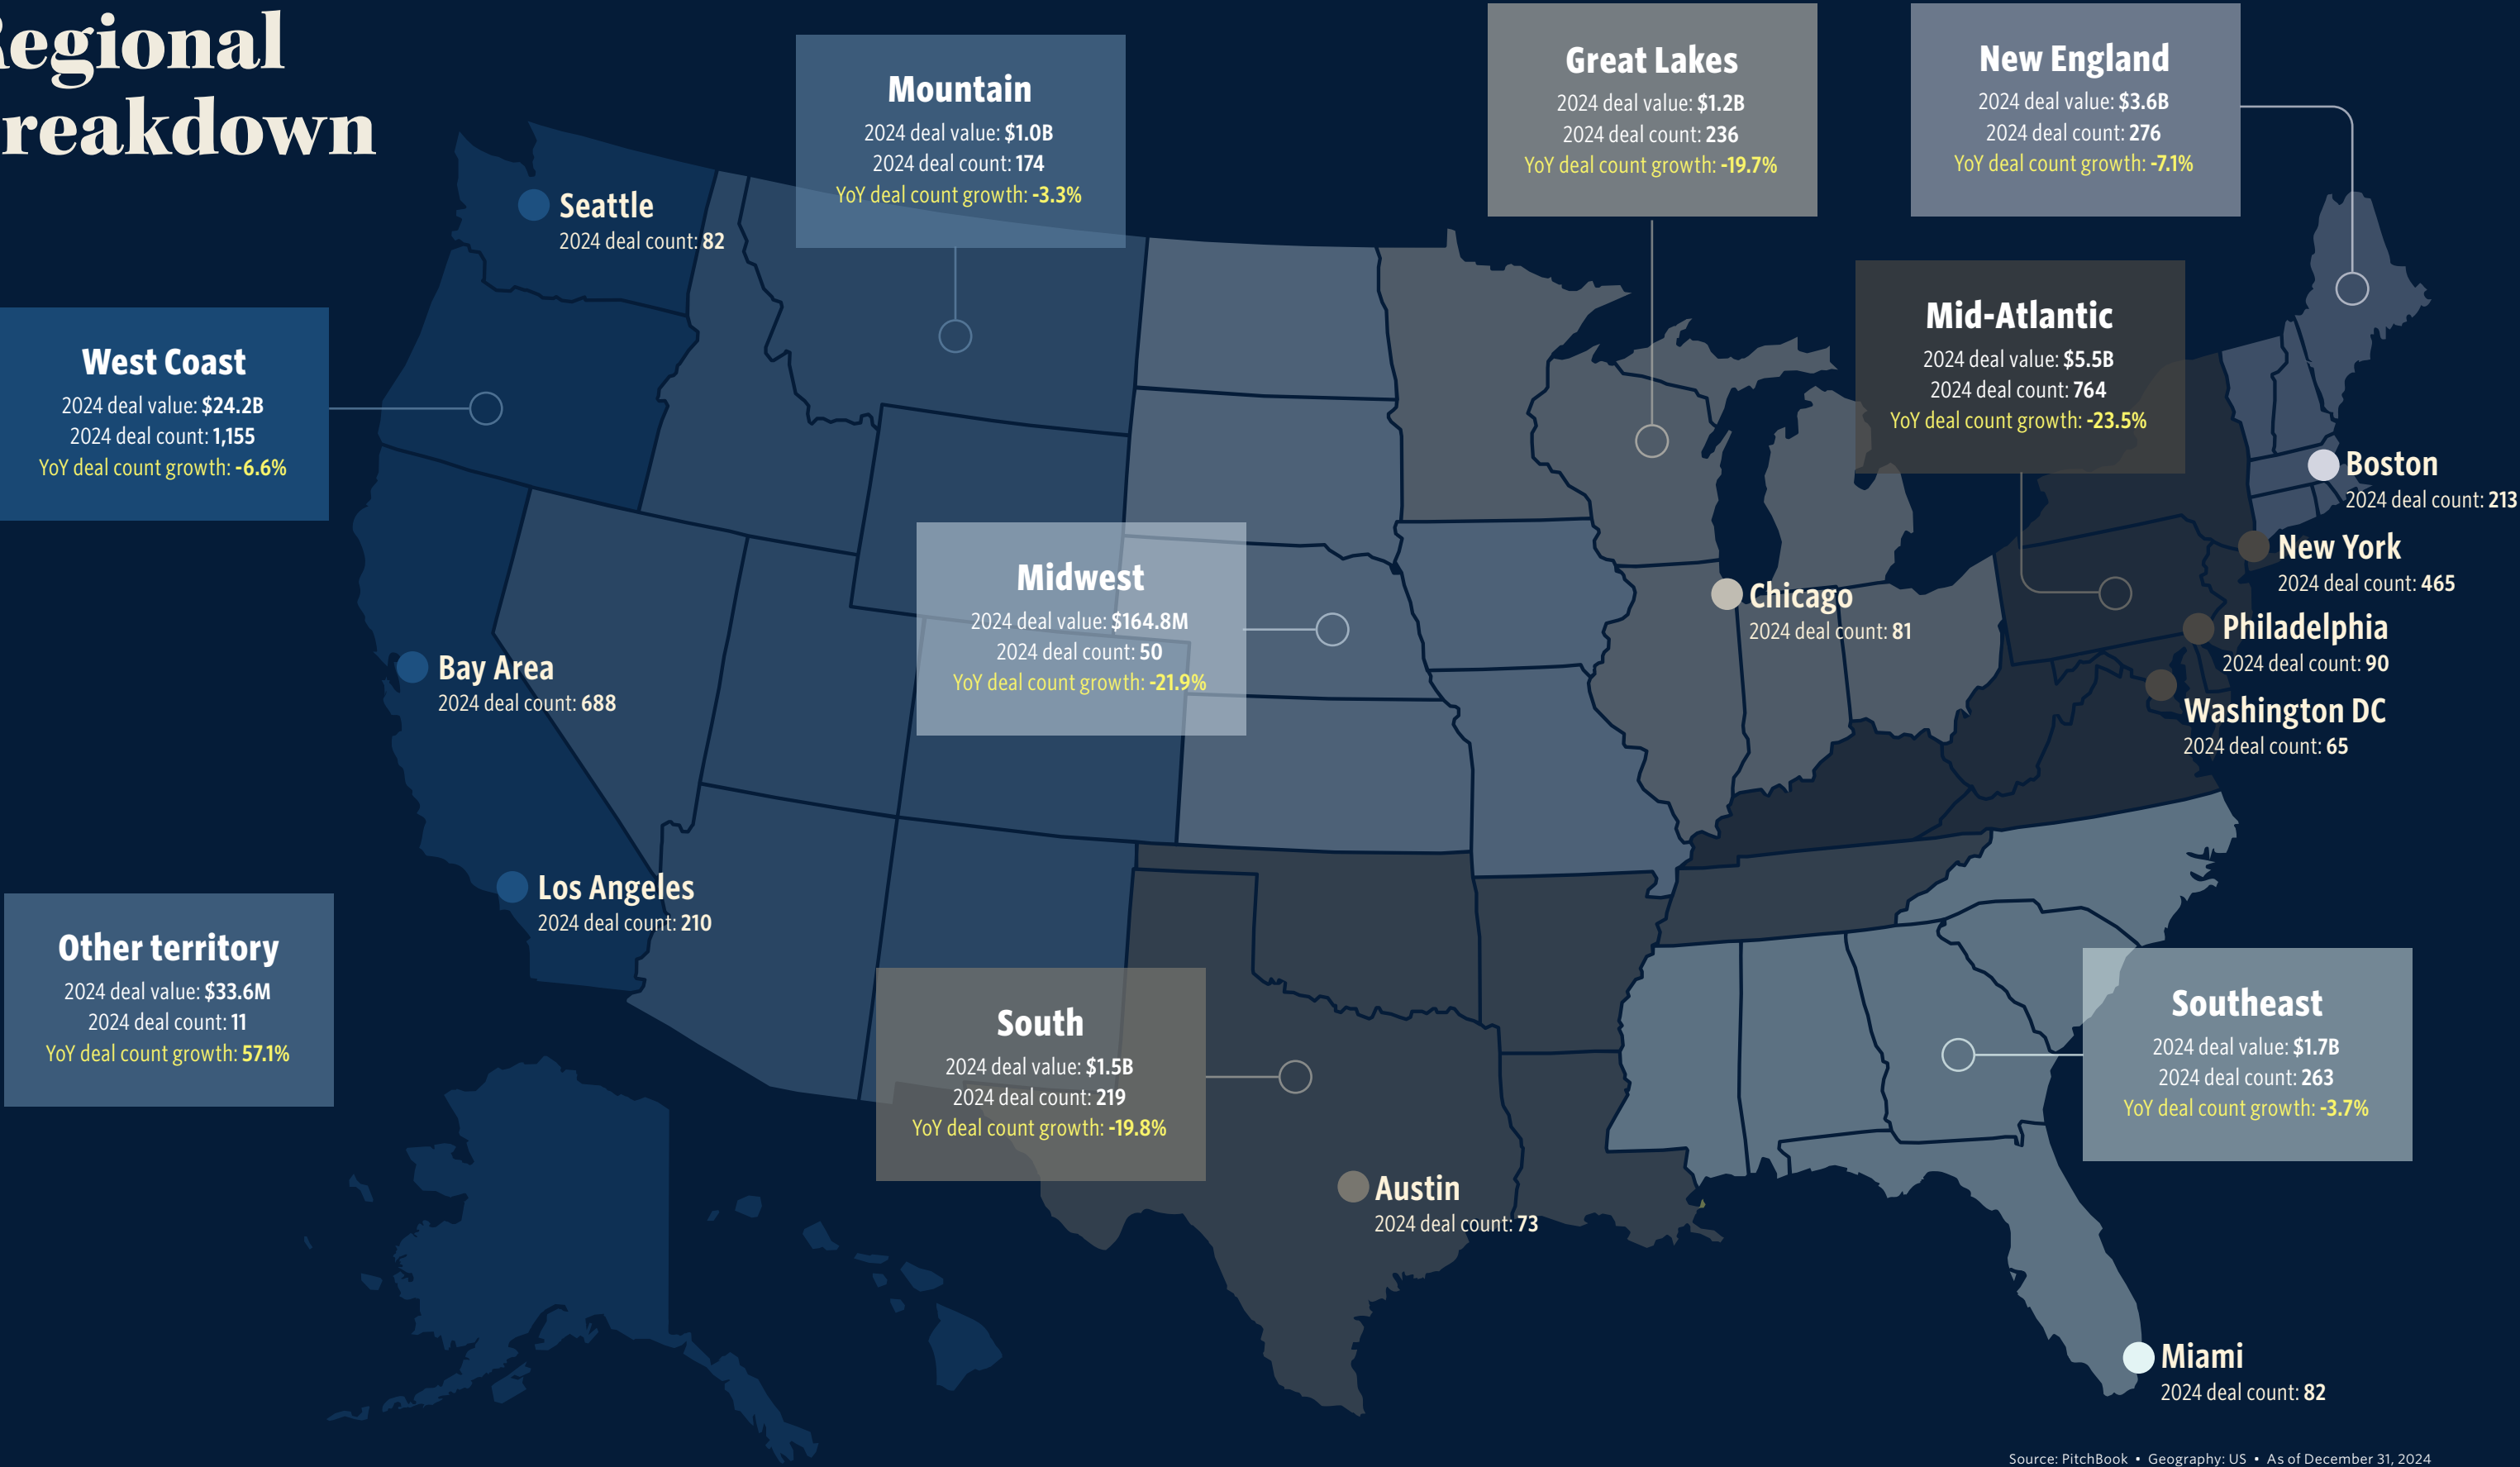 egional
reakdown
Mountain
2024 deal value: $1.0B
2024 deal count: 174
YoY deal count growth: -3.3%
Great Lakes
2024 deal value: $1.2B
2024 deal count: 236
YoY deal count growth: -19.7%
New England
2024 deal value: $3.6B
2024 deal count: 276
YoY deal count growth: -7.1%
Seattle
2024 deal count: 82
West Coast
2024 deal value: $24.2B
2024 deal count: 1,155
YoY deal count growth: -6.6%
Mid-Atlantic
2024 deal value: $5.5B
2024 deal count: 764
YoY deal count growth: -23.5%
Boston
2024 deal count: 213
New York
2024 deal count: 465
Midwest
2024 deal value: $164.8M
2024 deal count: 50
YoY deal count growth: -21.9%
Chicago
2024 deal count: 81
Philadelphia
2024 deal count: 90
Bay Area
2024 deal count: 688
Washington DC
2024 deal count: 65
Los Angeles
2024 deal count: 210
Other territory
2024 deal value: $33.6M
2024 deal count: 11
YoY deal count growth: 57.1%
South
2024 deal value: $1.5B
2024 deal count: 219
YoY deal count growth: -19.8%
Southeast
2024 deal value: $1.7B
2024 deal count: 263
YoY deal count growth: -3.7%
Austin
2024 deal count: 73
Miami
2024 deal count: 82
Source: PitchBook • Geography: US • As of December 31, 2024